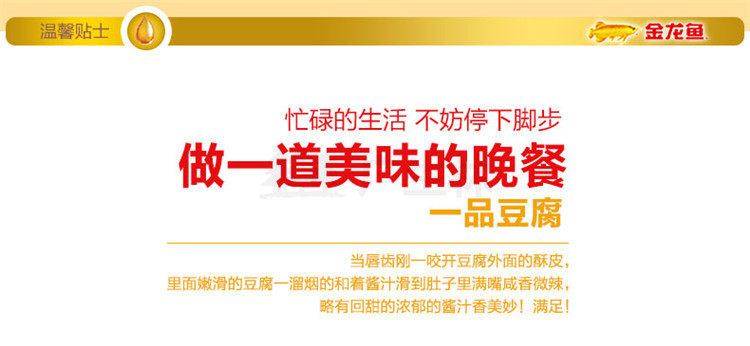 温馨贴士
金龙鱼
忙碌的生活 不妨停下脚步
做一道美味的晚餐
一品豆腐
当唇齿刚一咬开豆腐外面的酥皮，
里面嫩滑的豆腐一溜烟的和着酱汁滑到肚子里满嘴咸香微辣，
略有回甜的浓郁的酱汁香美妙！满足！